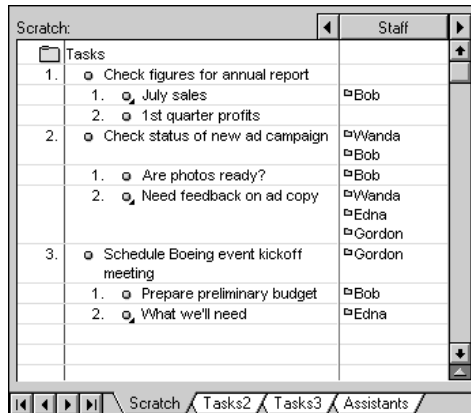 Scratch: Staff
Tasks
1. Check figures for annual report
1. July sales Bob
2. 1st quarter profits
2. Check status of new ad campaign Wanda
Bob
1. Are photos ready? Bob
2. Need feedback on ad copy Wanda
Edna
Gordon
3. Schedule Boeing event kickoff Gordon
meeting
1. Prepare preliminary budget Bob
2. What we'll need Edna
Scratch Tasks2 Tasks3 Assistants